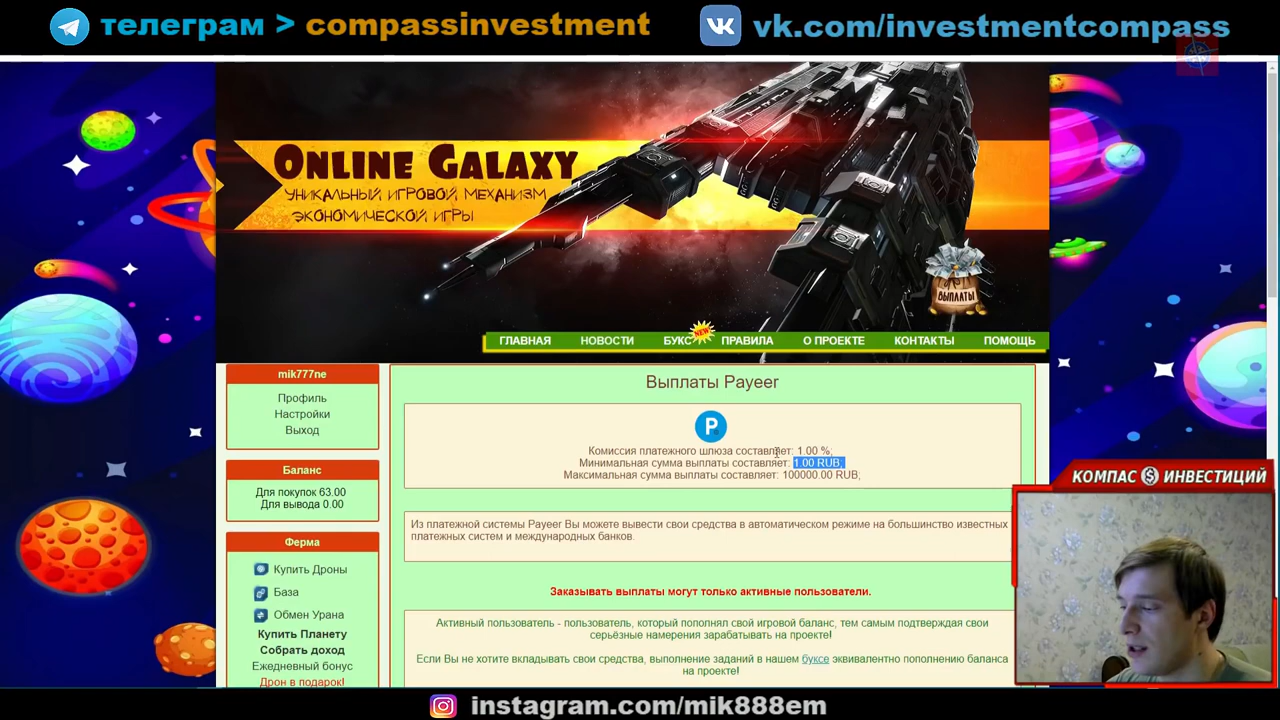 телеграм > compassinvestment
vk.com/investmentcompass
Online Galaxy
уникальный игровой механизм
экономической игры
ВЫПЛАТЫ
ГЛАВНАЯ НОВОСТИ БУКС NEW ПРАВИЛА О ПРОЕКТЕ КОНТАКТЫ ПОМОЩЬ
mik777ne
Профиль
Настройки
Выход
Баланс
Для покупок 63.00
Для вывода 0.00
Ферма
Купить Дроны
База
Обмен Урана
Купить Планету
Собрать доход
Ежедневный бонус
Дрон в подарок!
Выплаты Payeer
P
Комиссия платежного шлюза составляет: 1.00 %;
Минимальная сумма выплаты составляет: 1.00 RUB;
Максимальная сумма выплаты составляет: 100000.00 RUB;
Из платежной системы Payeer Вы можете вывести свои средства в автоматическом режиме на большинство известных
платежных систем и международных банков.
Заказывать выплаты могут только активные пользователи.
Активный пользователь - пользователь, который пополнял свой игровой баланс, тем самым подтверждая свои
серьёзные намерения зарабатывать на проекте!
Если Вы не хотите вкладывать свои средства, выполнение заданий в нашем буксе эквивалентно пополнению баланса
на проекте!
КОМПАС $ ИНВЕСТИЦИЙ
instagram.com/mik888em